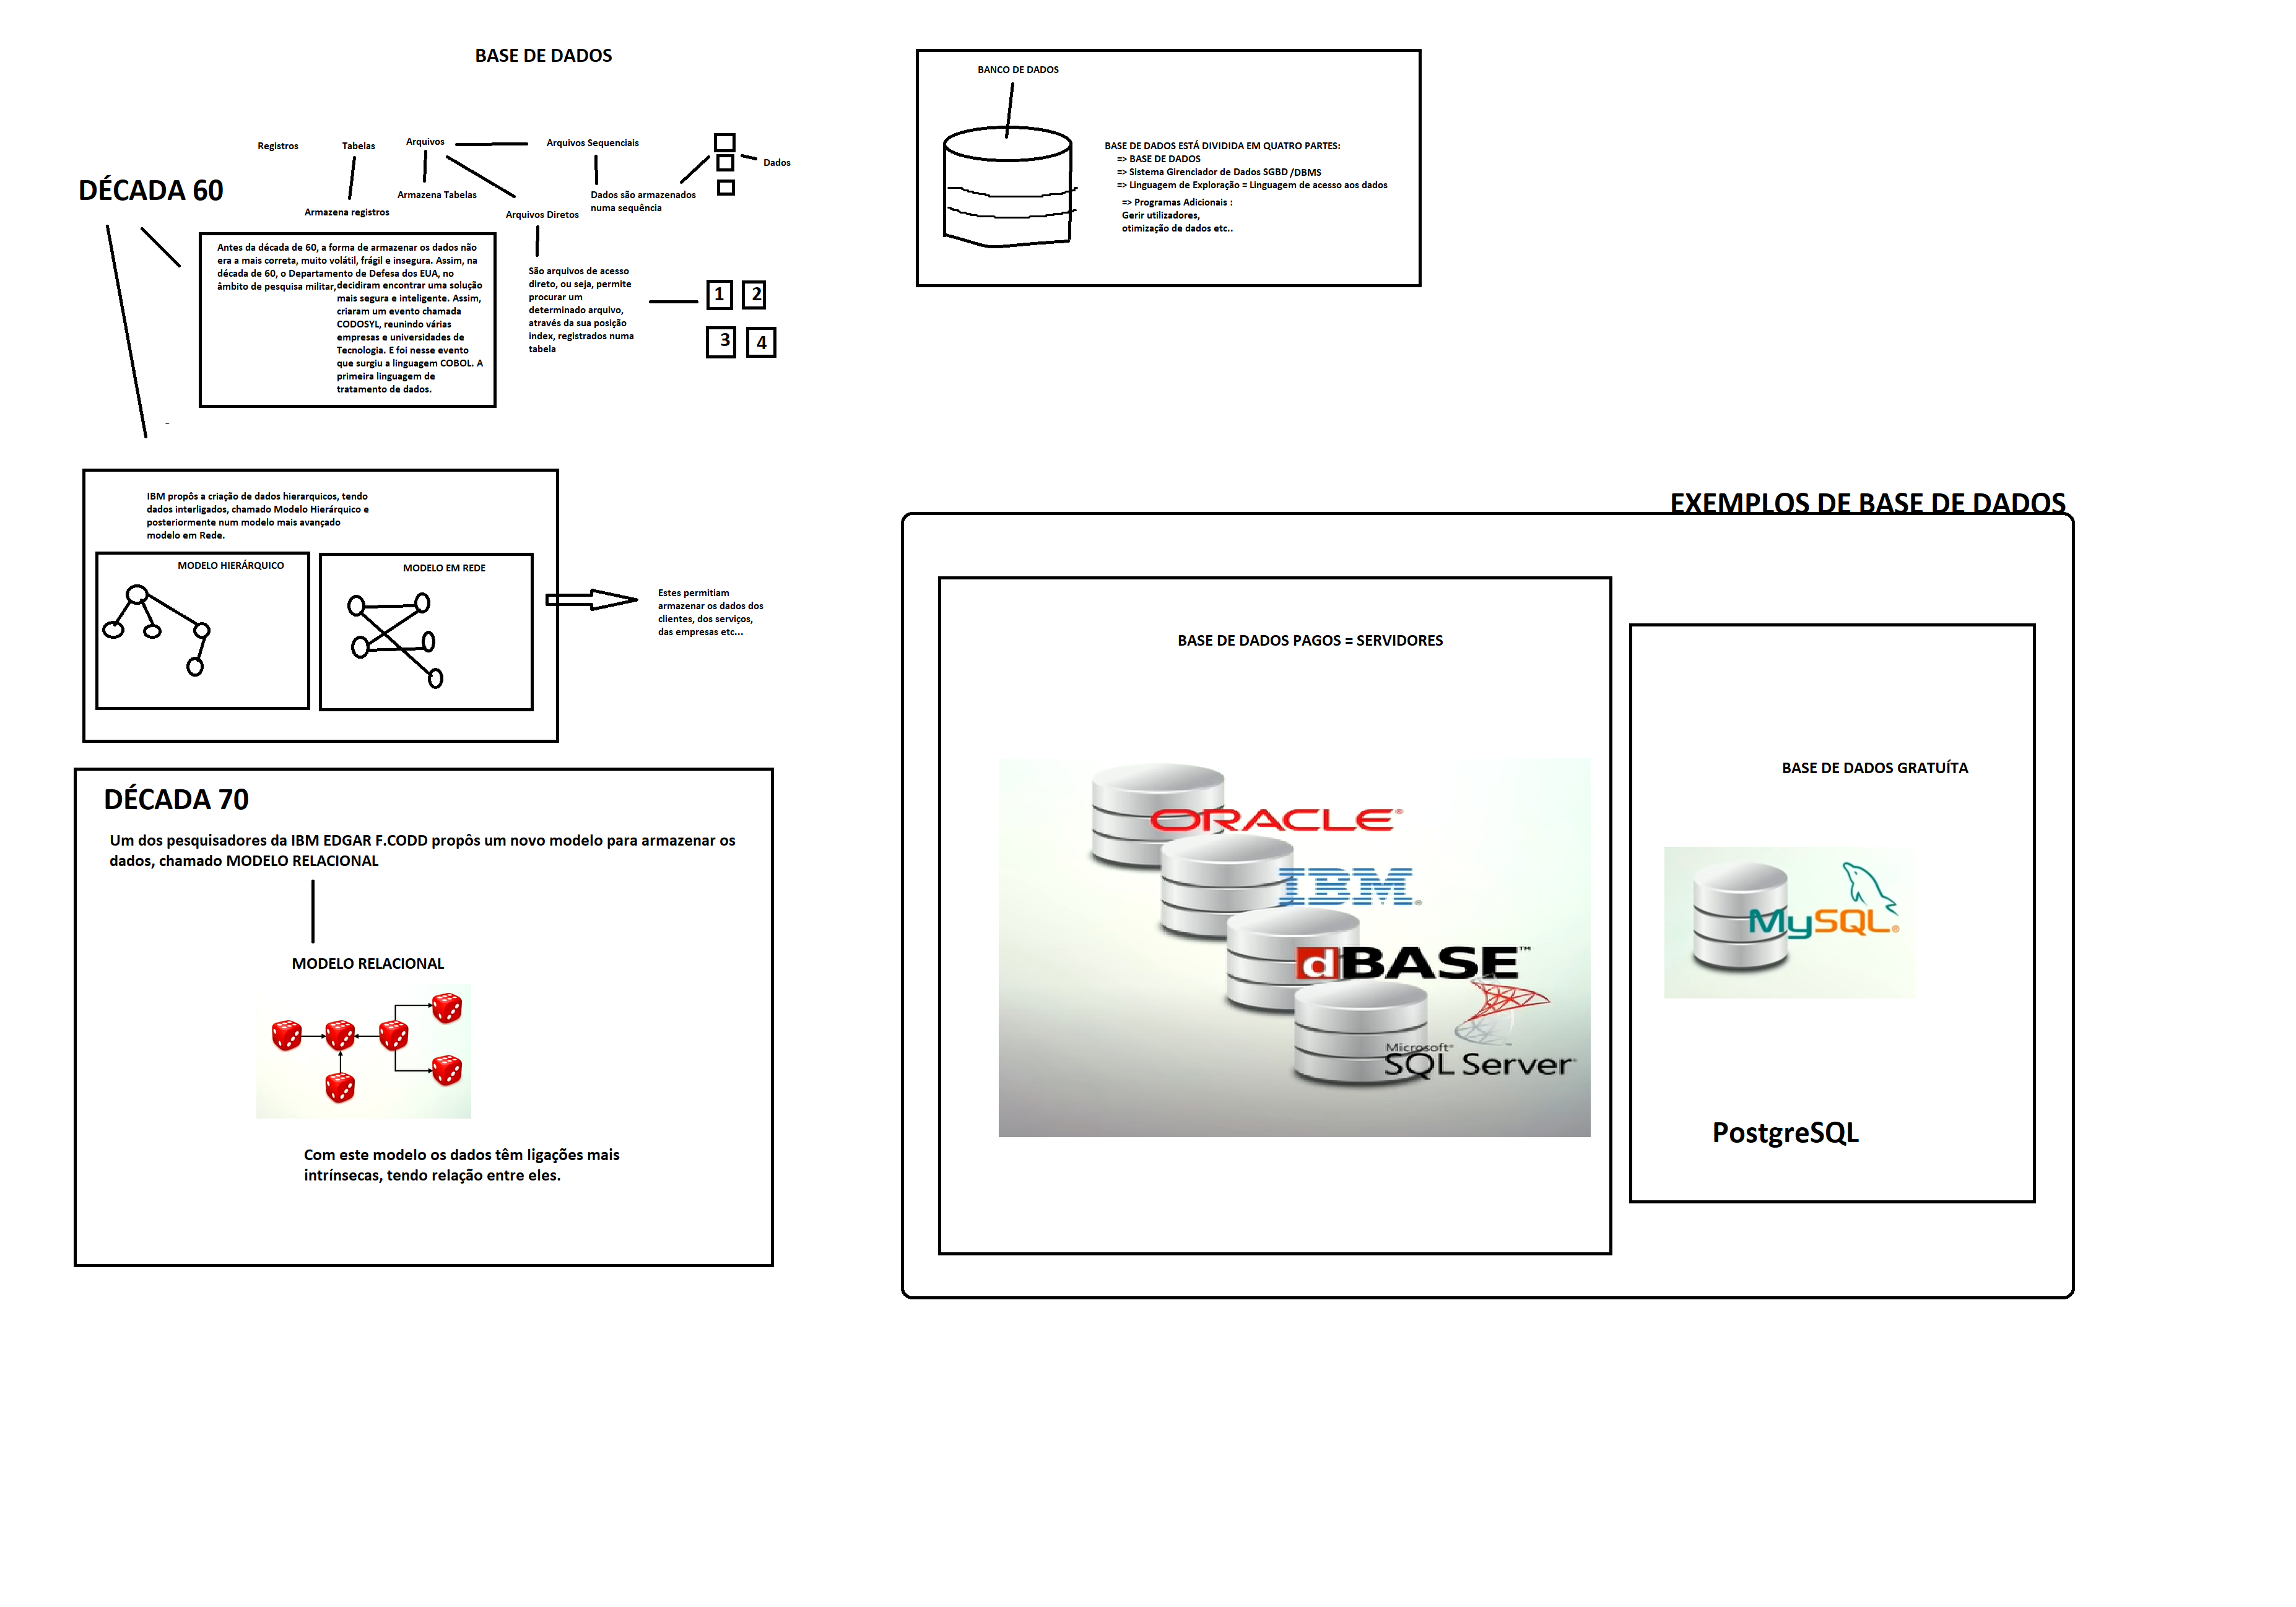 BASE DE DADOS
Registros
Tabelas
Arquivos
Arquivos Sequenciais
Dados
DÉCADA 60
Armazena registros
Armazena Tabelas
Arquivos Diretos
Dados são armazenados
numa sequência
Antes da década de 60, a forma de armazenar os dados não
era a mais correta, muito volátil, frágil e insegura. Assim, na
década de 60, o Departamento de Defesa dos EUA, no
âmbito de pesquisa militar, decidiram encontrar uma solução
mais segura e inteligente. Assim,
criaram um evento chamada
CODOSYL, reunindo várias
empresas e universidades de
Tecnologia. E foi nesse evento
que surgiu a linguagem COBOL. A
primeira linguagem de
tratamento de dados.
São arquivos de acesso
direto, ou seja, permite
procurar um
determinado arquivo,
através da sua posição
index, registrados numa
tabela
1 2
3 4
IBM propôs a criação de dados hierarquicos, tendo
dados interligados, chamado Modelo Hierárquico e
posteriormente num modelo mais avançado
modelo em Rede.
MODELO HIERÁRQUICO
MODELO EM REDE
Estes permitiam
armazenar os dados dos
clientes, dos serviços,
das empresas etc...
DÉCADA 70
Um dos pesquisadores da IBM EDGAR F.CODD propôs um novo modelo para armazenar os
dados, chamado MODELO RELACIONAL
MODELO RELACIONAL
Com este modelo os dados têm ligações mais
intrínsecas, tendo relação entre eles.
BANCO DE DADOS
BASE DE DADOS ESTÁ DIVIDIDA EM QUATRO PARTES:
=> BASE DE DADOS
=> Sistema Girenciador de Dados SGBD /DBMS
=> Linguagem de Exploração = Linguagem de acesso aos dados
=> Programas Adicionais :
Gerir utilizadores,
otimização de dados etc..
EXEMPLOS DE BASE DE DADOS
BASE DE DADOS PAGOS = SERVIDORES
ORACLE®
IBM®
dBASE™
Microsoft®
SQL Server®
BASE DE DADOS GRATUÍTA
MySQL®
PostgreSQL